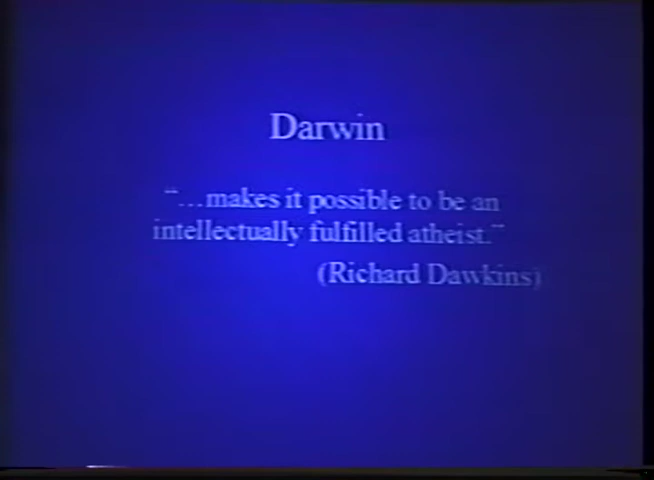 Darwin
“...makes it possible to be an
intellectually fulfilled atheist.”
(Richard Dawkins)